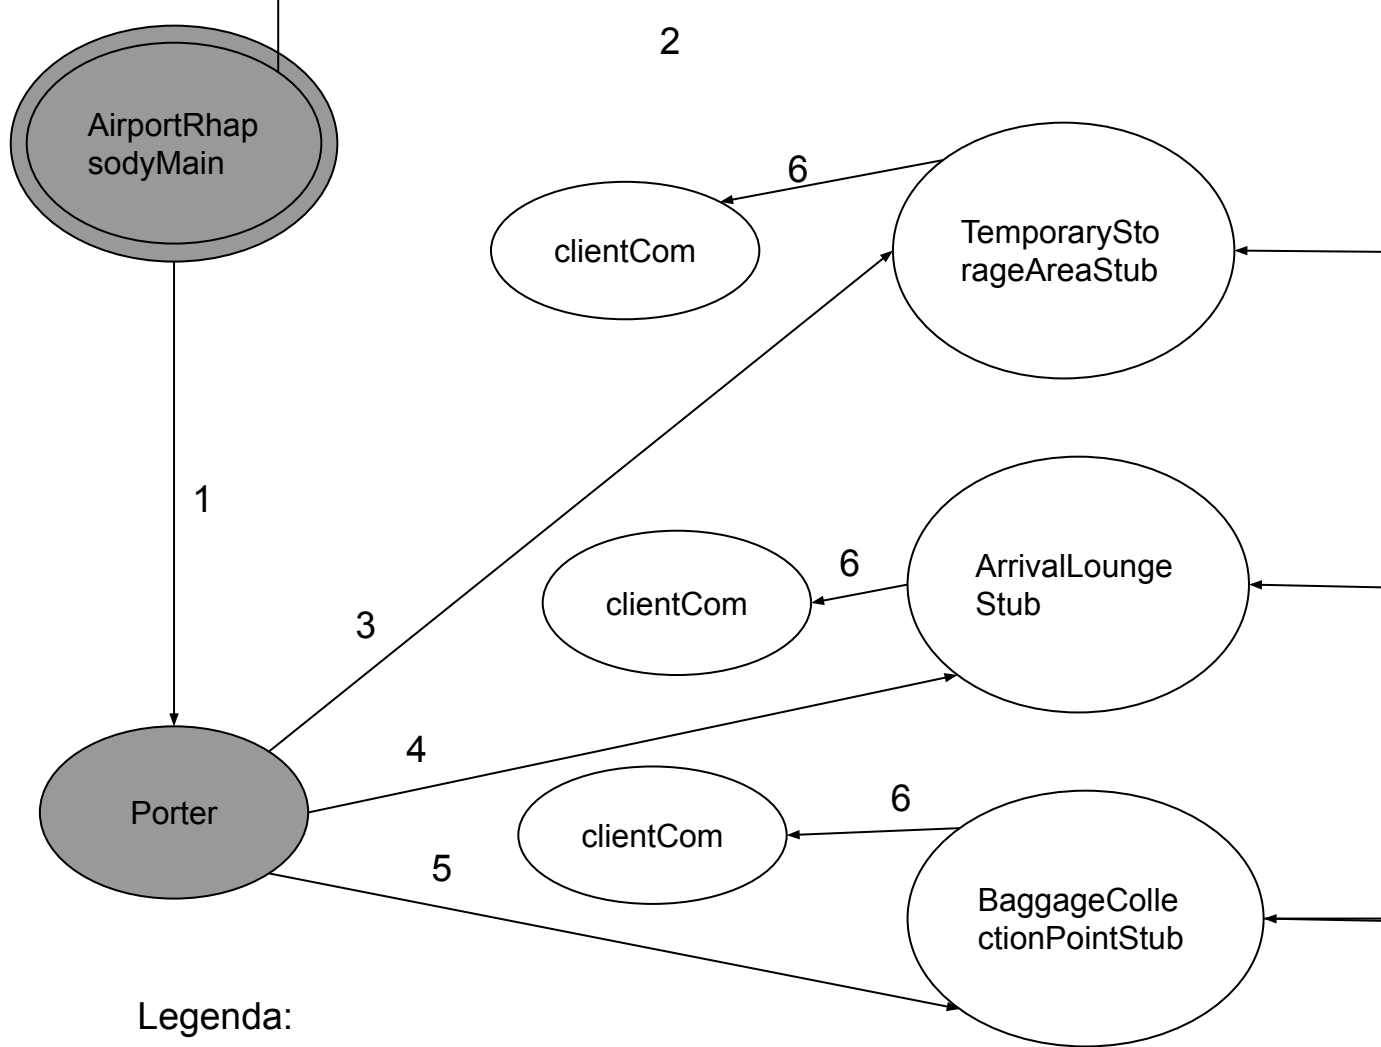 2
AirportRhap
sodyMain
6
clientCom
TemporarySto
rageAreaStub
1
3
6
clientCom
ArrivalLounge
Stub
4
Porter
6
clientCom
5
BaggageColle
ctionPointStub
Legenda: